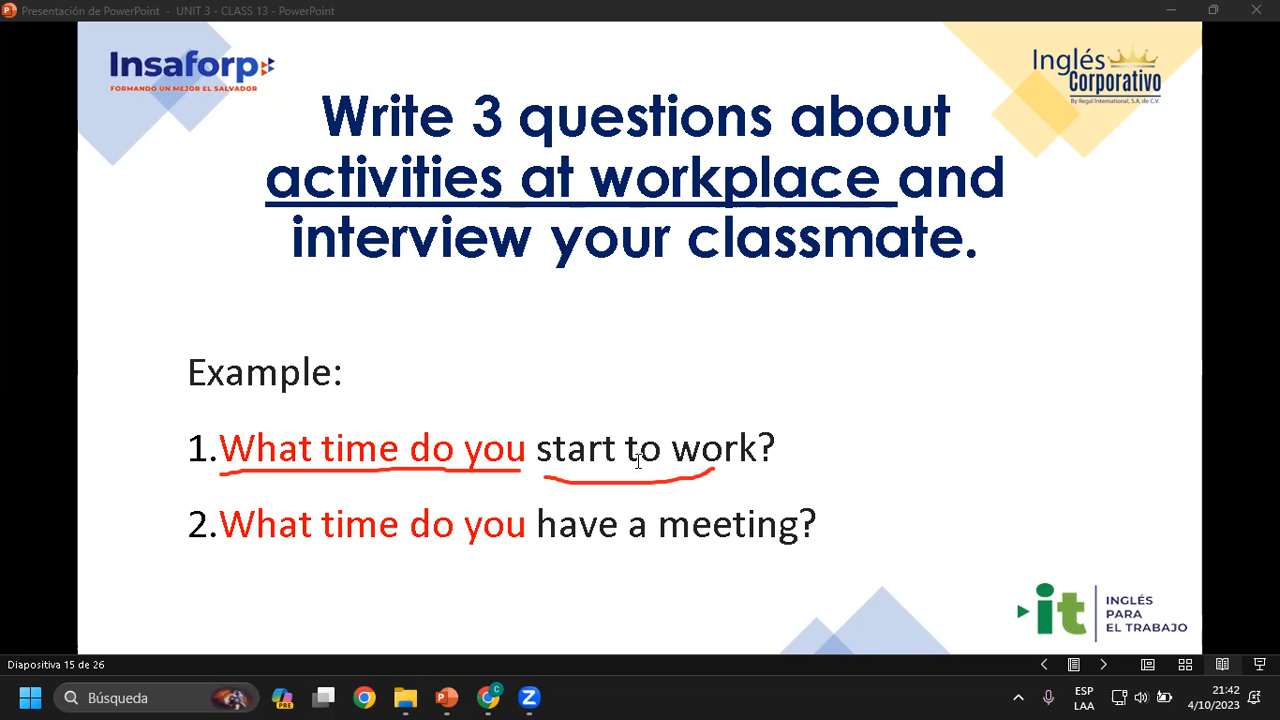 Presentación de PowerPoint - UNIT 3 - CLASS 13 - PowerPoint
Insaforp
FORMANDO UN MEJOR EL SALVADOR
Inglés
Corporativo
By Regal International, S.A. de C.V.
Write 3 questions about
activities at workplace and
interview your classmate.
Example:
1.What time do you start to work?
2.What time do you have a meeting?
it
INGLÉS
PARA
EL TRABAJO
Diapositiva 15 de 26
Búsqueda
PRE
ESP
LAA
21:42
4/10/2023